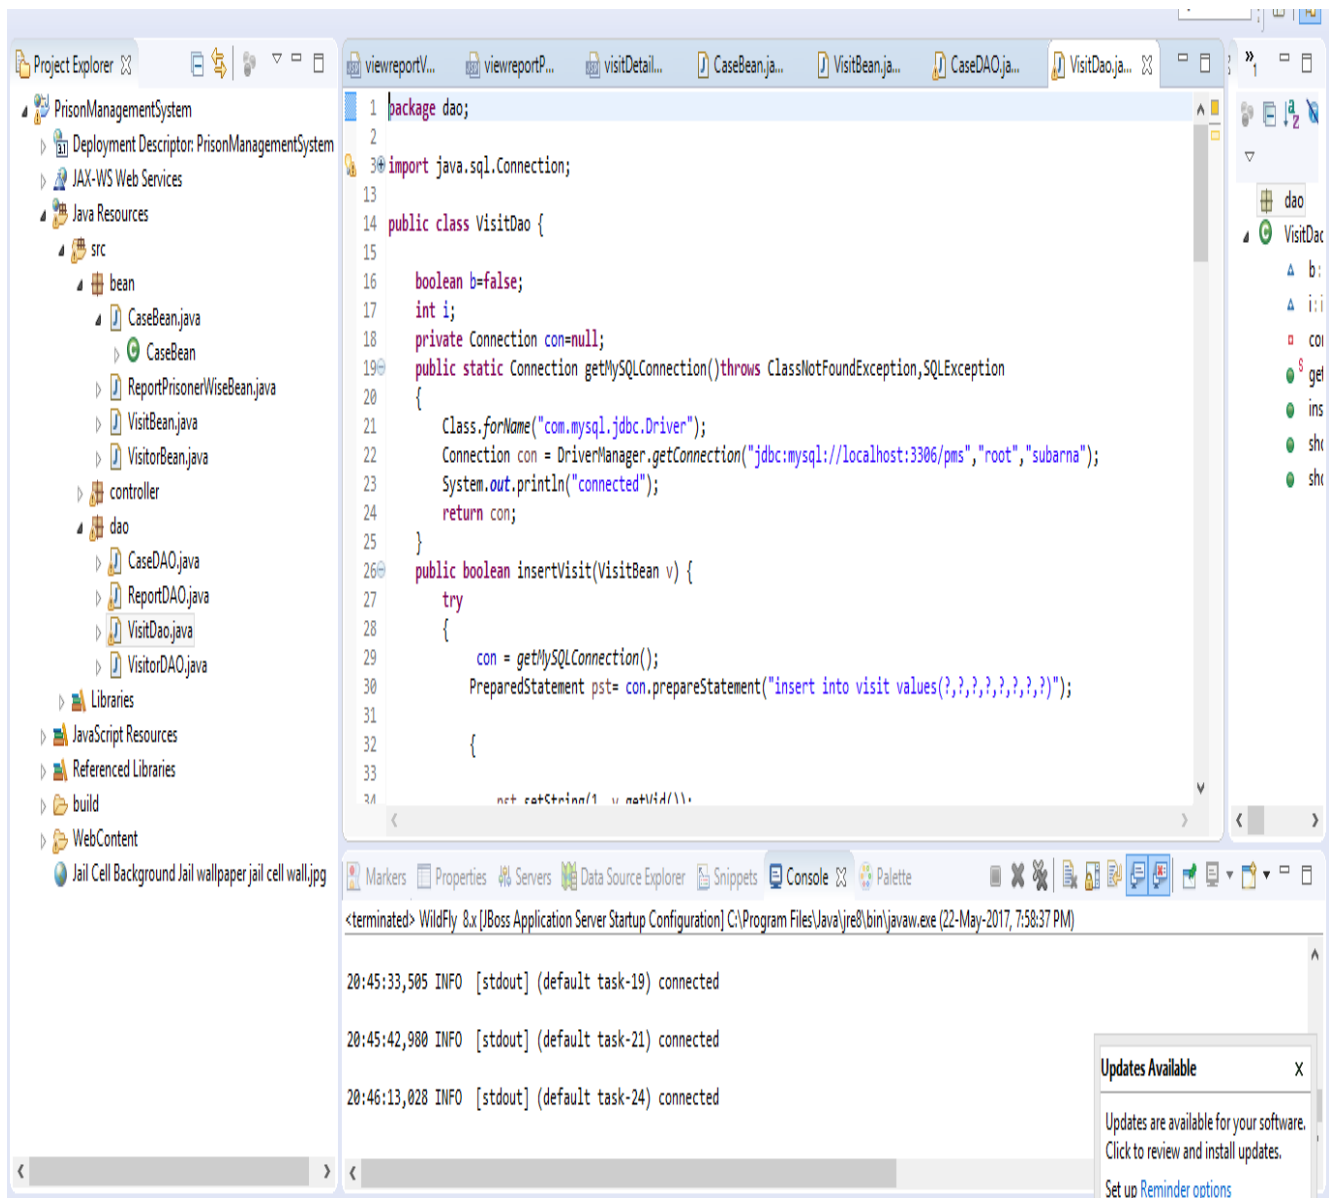 Project Explorer
PrisonManagementSystem
Deployment Descriptor: PrisonManagementSystem
JAX-WS Web Services
Java Resources
src
bean
CaseBean.java
CaseBean
ReportPrisonerWiseBean.java
VisitBean.java
VisitorBean.java
controller
dao
CaseDAO.java
ReportDAO.java
VisitDao.java
VisitorDAO.java
Libraries
JavaScript Resources
Referenced Libraries
build
WebContent
Jail Cell Background Jail wallpaper jail cell wall.jpg
viewreportV... viewreportP... visitDetail... CaseBean.ja... VisitBean.ja... CaseDAO.ja... VisitDao.ja...
1 package dao;
2
3 import java.sql.Connection;
13
14 public class VisitDao {
15
16 boolean b=false;
17 int i;
18 private Connection con=null;
19 public static Connection getMySQLConnection()throws ClassNotFoundException,SQLException
20 {
21 Class.forName("com.mysql.jdbc.Driver");
22 Connection con = DriverManager.getConnection("jdbc:mysql://localhost:3306/pms","root","subarna");
23 System.out.println("connected");
24 return con;
25 }
26 public boolean insertVisit(VisitBean v) {
27 try
28 {
29 con = getMySQLConnection();
30 PreparedStatement pst= con.prepareStatement("insert into visit values(?,?,?,?,?,?,?,?)");
31
32 {
33
34 pst.setString(1, v.getVid());
dao
VisitDao
b :
i : i
con
get
ins
sho
sho
Markers Properties Servers Data Source Explorer Snippets Console Palette
<terminated> WildFly 8.x [JBoss Application Server Startup Configuration] C:\Program Files\Java\jre8\bin\javaw.exe (22-May-2017, 7:58:37 PM)
20:45:33,505 INFO [stdout] (default task-19) connected
20:45:42,980 INFO [stdout] (default task-21) connected
20:46:13,028 INFO [stdout] (default task-24) connected
Updates Available X
Updates are available for your software.
Click to review and install updates.
Set up Reminder options